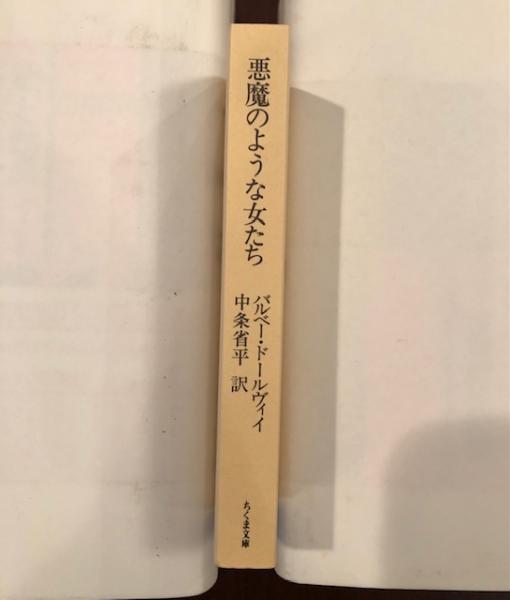 悪魔のような女たち
バルベー・ドールヴィイ
中条省平 訳
ちくま文庫